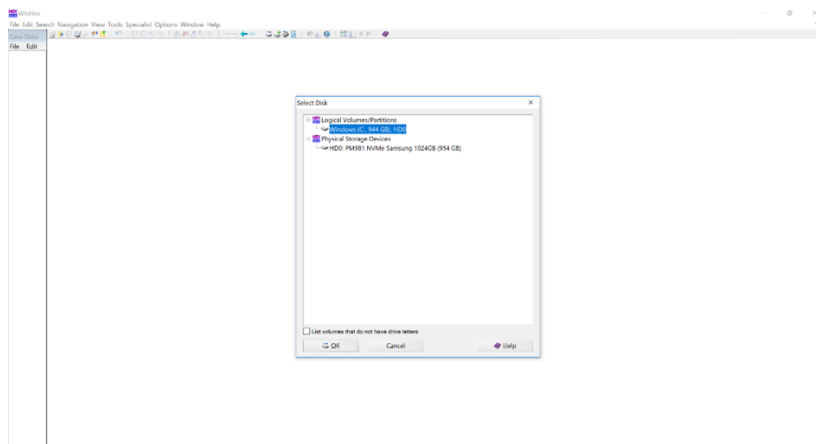 WinHex
File Edit Search Navigation View Tools Specialist Options Window Help
Case Data
File Edit
Select Disk
Logical Volumes/Partitions
Windows (C:, 944 GB), HD0
Physical Storage Devices
HD0: PM981 NVMe Samsung 1024GB (954 GB)
List volumes that do not have drive letters
OK Cancel Help